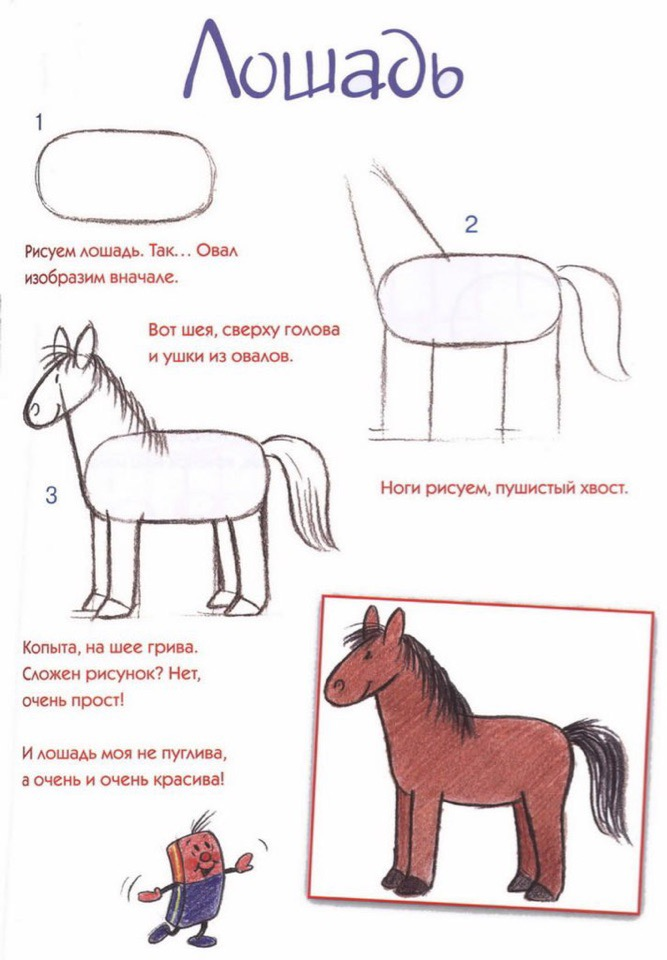 Лошадь
1
Рисуем лошадь. Так... Овал
изобразим вначале.
2
Вот шея, сверху голова
и ушки из овалов.
3
Ноги рисуем, пушистый хвост.
Копыта, на шее грива.
Сложен рисунок? Нет,
очень прост!
И лошадь моя не пуглива,
а очень и очень красива!